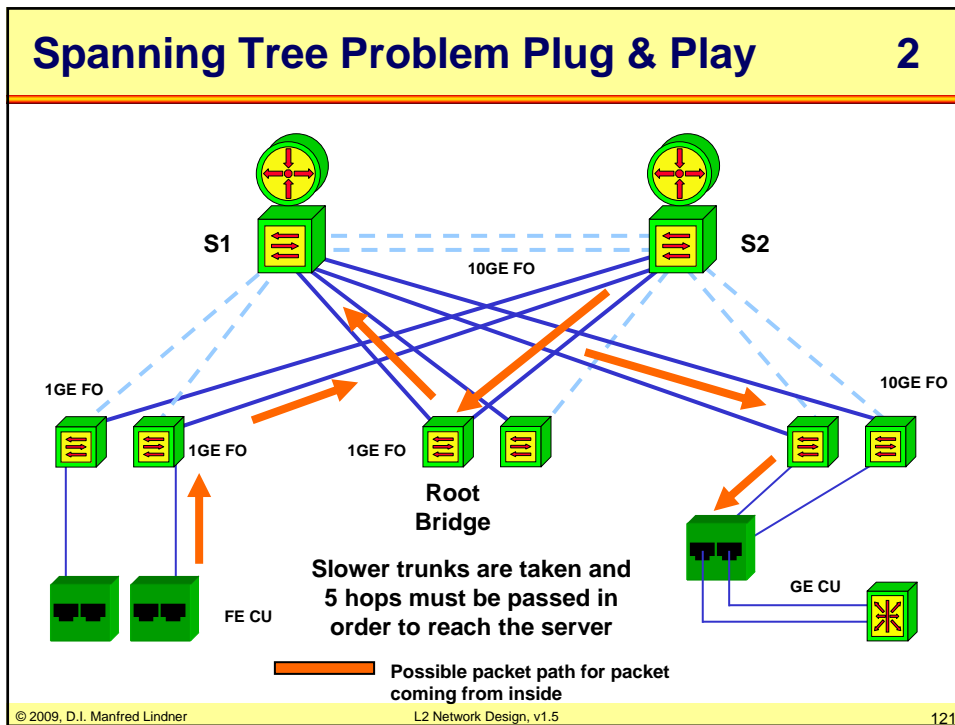 Spanning Tree Problem Plug & Play 2
S1
S2
10GE FO
1GE FO
10GE FO
1GE FO
1GE FO
Root
Bridge
Slower trunks are taken and
5 hops must be passed in
order to reach the server
FE CU
GE CU
Possible packet path for packet
coming from inside
© 2009, D.I. Manfred Lindner
L2 Network Design, v1.5
121